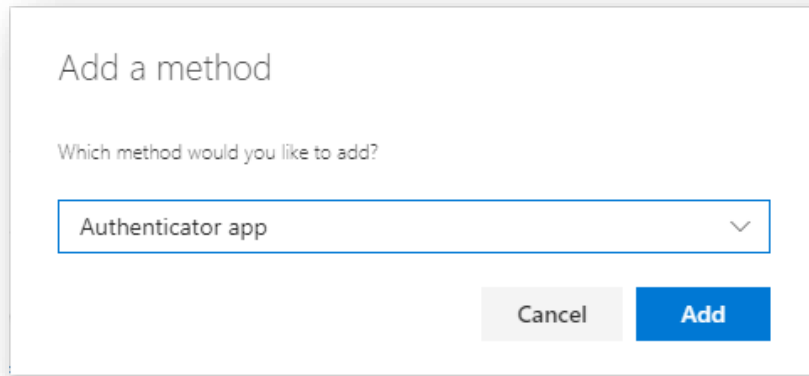 Add a method
Which method would you like to add?
Authenticator app
Cancel
Add